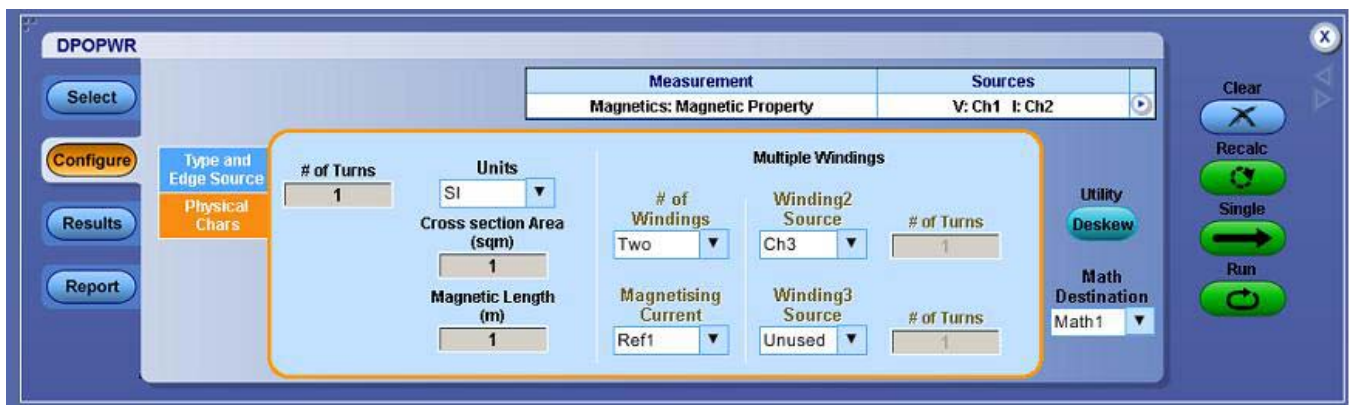 DPOPWR
X
Select
Configure
Results
Report
Measurement
Sources
Magnetics: Magnetic Property
V: Ch1 I: Ch2
Type and
Edge Source
Physical
Chars
# of Turns
1
Units
SI
Cross section Area
(sqm)
1
Magnetic Length
(m)
1
Multiple Windings
# of
Windings
Two
Magnetising
Current
Ref1
Winding2
Source
Ch3
# of Turns
1
Winding3
Source
Unused
# of Turns
1
Utility
Deskew
Math
Destination
Math1
Clear
Recalc
Single
Run